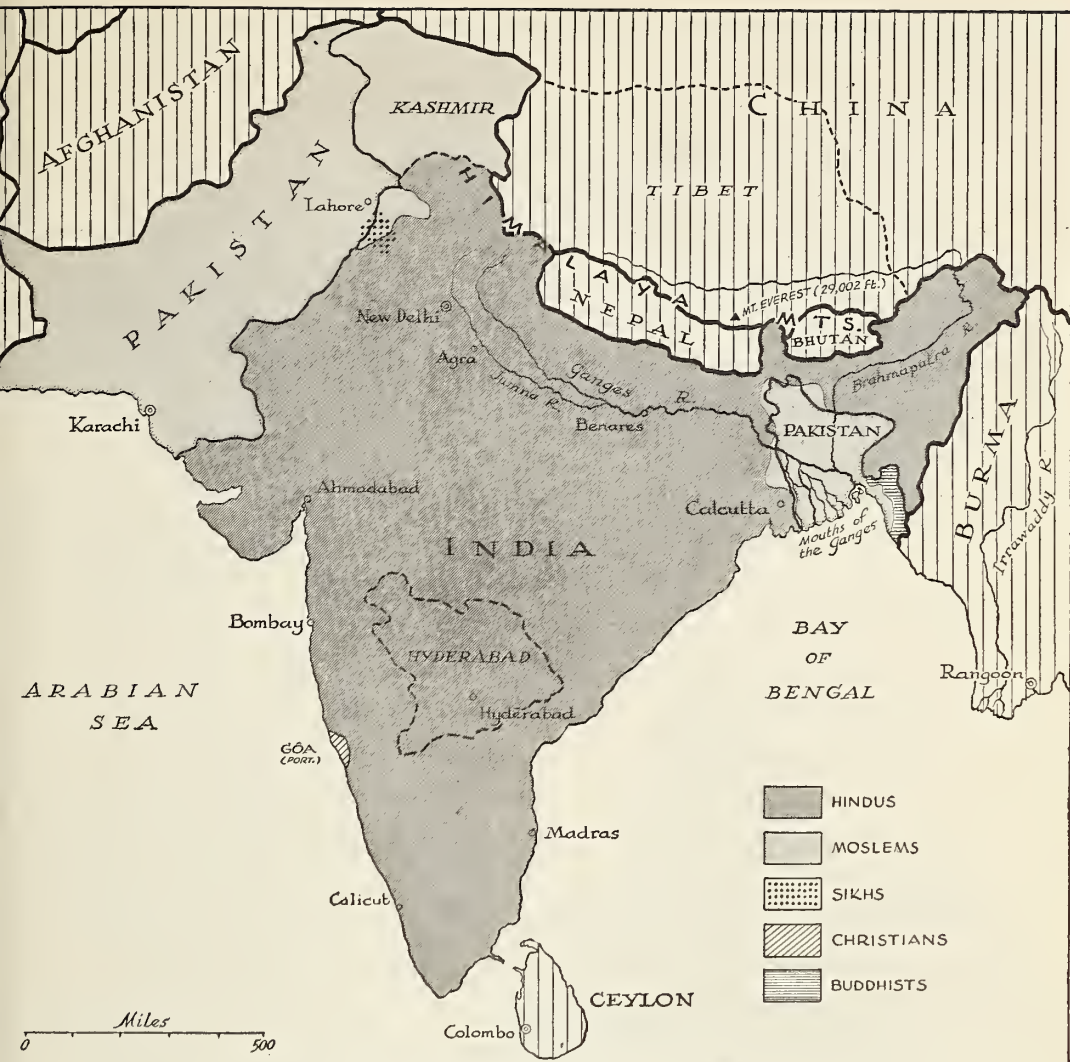 AFGHANISTAN
KASHMIR
CHINA
TIBET
PAKISTAN
Lahore
HIMALAYA MTS.
MT. EVEREST (29,002 FT.)
NEPAL
BHUTAN
New Delhi
Agra
Jumna R.
Ganges R.
Benares
Brahmaputra R.
Karachi
PAKISTAN
Ahmadabad
Calcutta
Mouths of
the Ganges
BURMA
Irrawaddy R
INDIA
Bombay
HYDERABAD
Hyderabad
BAY
OF
BENGAL
Rangoon
ARABIAN
SEA
GÔA
(PORT.)
Madras
Calicut
CEYLON
Colombo
HINDUS
MOSLEMS
SIKHS
CHRISTIANS
BUDDHISTS
Miles
0 500